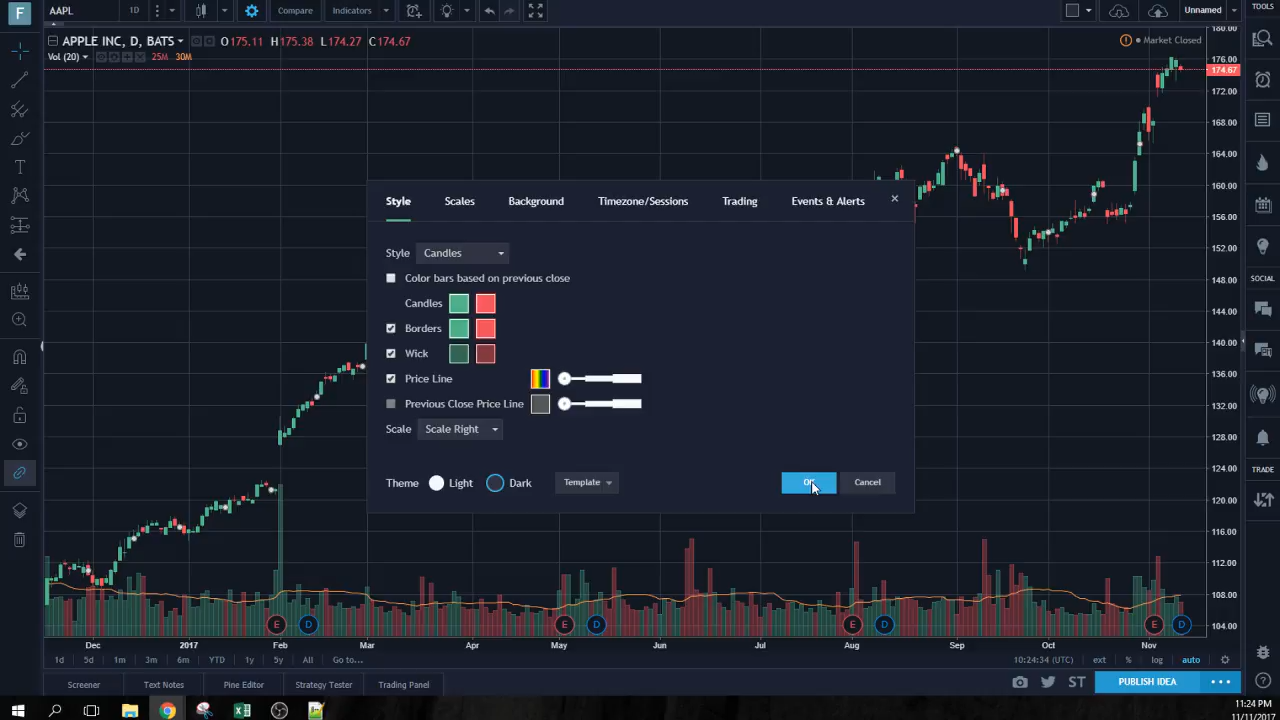 F AAPL 1D Compare Indicators Unnamed TOOLS
APPLE INC, D, BATS O175.11 H175.38 L174.27 C174.67 Market Closed
Vol (20) 25M 30M
180.00
176.00
174.67
172.00
168.00
164.00
160.00
156.00
152.00
148.00
144.00
140.00
136.00
132.00
128.00
124.00
120.00
116.00
112.00
108.00
104.00
Style Scales Background Timezone/Sessions Trading Events & Alerts
Style Candles
Color bars based on previous close
Candles
Borders
Wick
Price Line
Previous Close Price Line
Scale Scale Right
Theme Light Dark Template Cancel
SOCIAL
TRADE
E D E D E D E D
Dec 2017 Feb Mar Apr May Jun Jul Aug Sep Oct Nov
1d 5d 1m 3m 6m YTD 1y 5y All Go to... 10:24:34 (UTC) ext % log auto
Screener Text Notes Pine Editor Strategy Tester Trading Panel ST PUBLISH IDEA
11:24 PM
11/11/2017